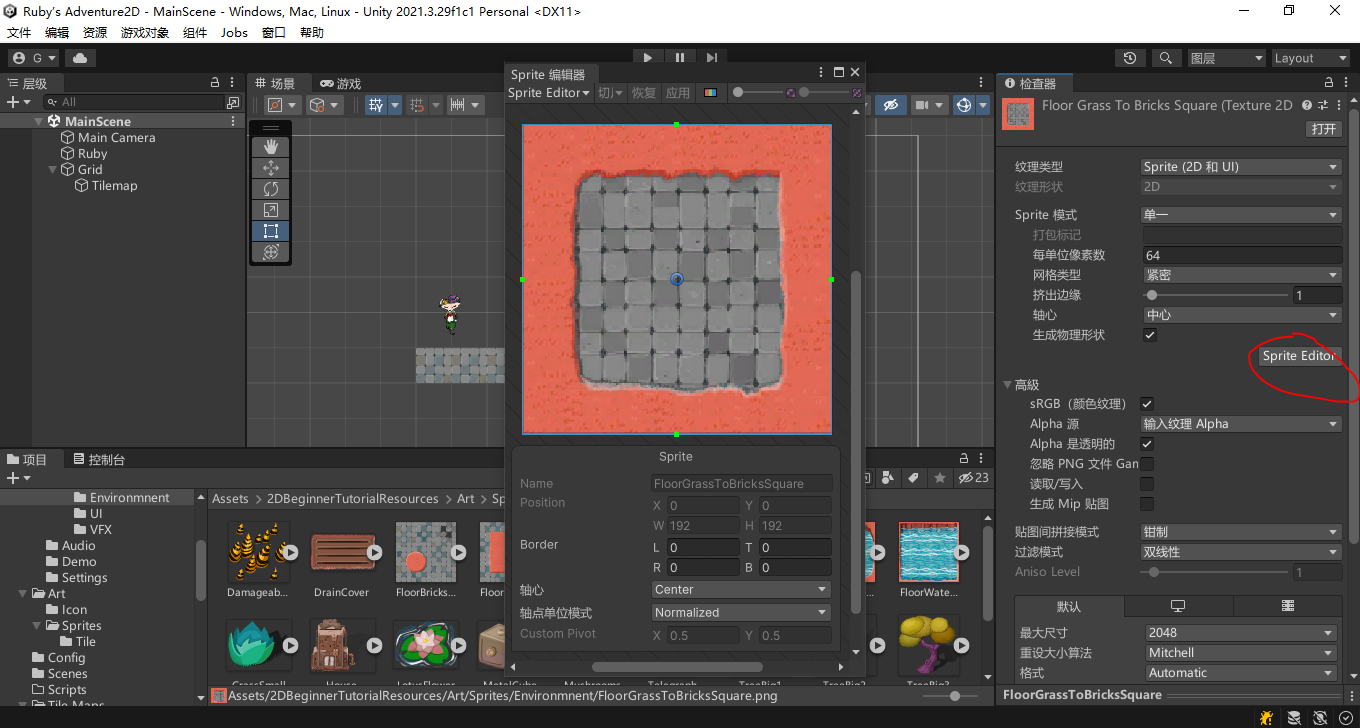 Ruby's Adventure2D - MainScene - Windows, Mac, Linux - Unity 2021.3.29f1c1 Personal <DX11>
文件 编辑 资源 游戏对象 组件 Jobs 窗口 帮助
G 图层 Layout
层级
All
MainScene
Main Camera
Ruby
Grid
Tilemap
场景 游戏
Sprite 编辑器
Sprite Editor 切 恢复 应用
Sprite
Name FloorGrassToBricksSquare
Position X 0 Y 0
W 192 H 192
Border L 0 T 0
R 0 B 0
轴心 Center
轴点单位模式 Normalized
Custom Pivot X 0.5 Y 0.5
检查器
Floor Grass To Bricks Square (Texture 2D
打开
纹理类型 Sprite (2D 和 UI)
纹理形状 2D
Sprite 模式 单一
打包标记
每单位像素数 64
网格类型 紧密
挤出边缘 1
轴心 中心
生成物理形状
Sprite Editor
高级
sRGB（颜色纹理）
Alpha 源 输入纹理 Alpha
Alpha 是透明的
忽略 PNG 文件 Gan
读取/写入
生成 Mip 贴图
贴图间拼接模式 钳制
过滤模式 双线性
Aniso Level 1
默认
最大尺寸 2048
重设大小算法 Mitchell
格式 Automatic
FloorGrassToBricksSquare
项目 控制台
23
Environmnent
UI
VFX
Audio
Demo
Settings
Art
Icon
Sprites
Tile
Config
Scenes
Scripts
Tile Maps
Assets > 2DBeginnerTutorialResources > Art > Sp
Damageab... DrainCover FloorBricks... Floor FloorWate...
GrassSmall House LotusFlower MetalCube Mushrooms Telegraph TreeBig1 TreeBig2 TreeBig3
Assets/2DBeginnerTutorialResources/Art/Sprites/Environmnent/FloorGrassToBricksSquare.png